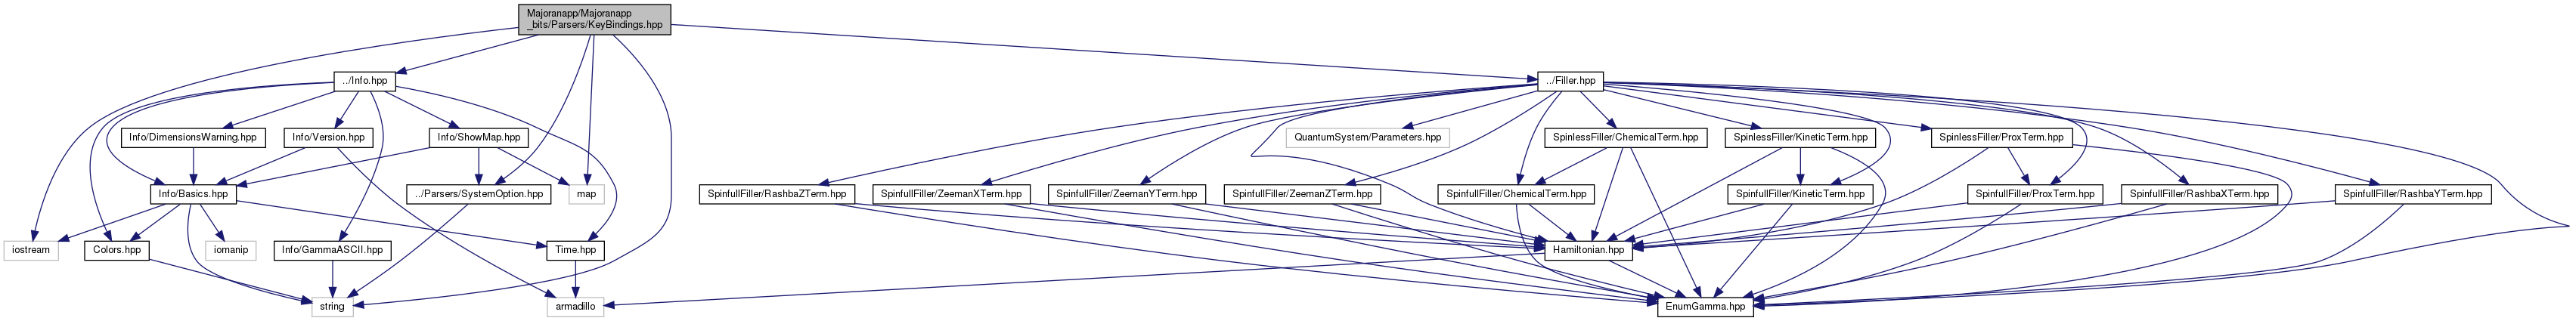 Majoranapp/Majoranapp
_bits/Parsers/KeyBindings.hpp
../Info.hpp
../Filler.hpp
Info/DimensionsWarning.hpp
Info/Version.hpp
Info/ShowMap.hpp
QuantumSystem/Parameters.hpp
SpinlessFiller/ChemicalTerm.hpp
SpinlessFiller/KineticTerm.hpp
SpinlessFiller/ProxTerm.hpp
Info/Basics.hpp
../Parsers/SystemOption.hpp
map
SpinfullFiller/RashbaZTerm.hpp
SpinfullFiller/ZeemanXTerm.hpp
SpinfullFiller/ZeemanYTerm.hpp
SpinfullFiller/ZeemanZTerm.hpp
SpinfullFiller/ChemicalTerm.hpp
SpinfullFiller/KineticTerm.hpp
SpinfullFiller/ProxTerm.hpp
SpinfullFiller/RashbaXTerm.hpp
SpinfullFiller/RashbaYTerm.hpp
iostream
Colors.hpp
iomanip
Info/GammaASCII.hpp
Time.hpp
Hamiltonian.hpp
string
armadillo
EnumGamma.hpp